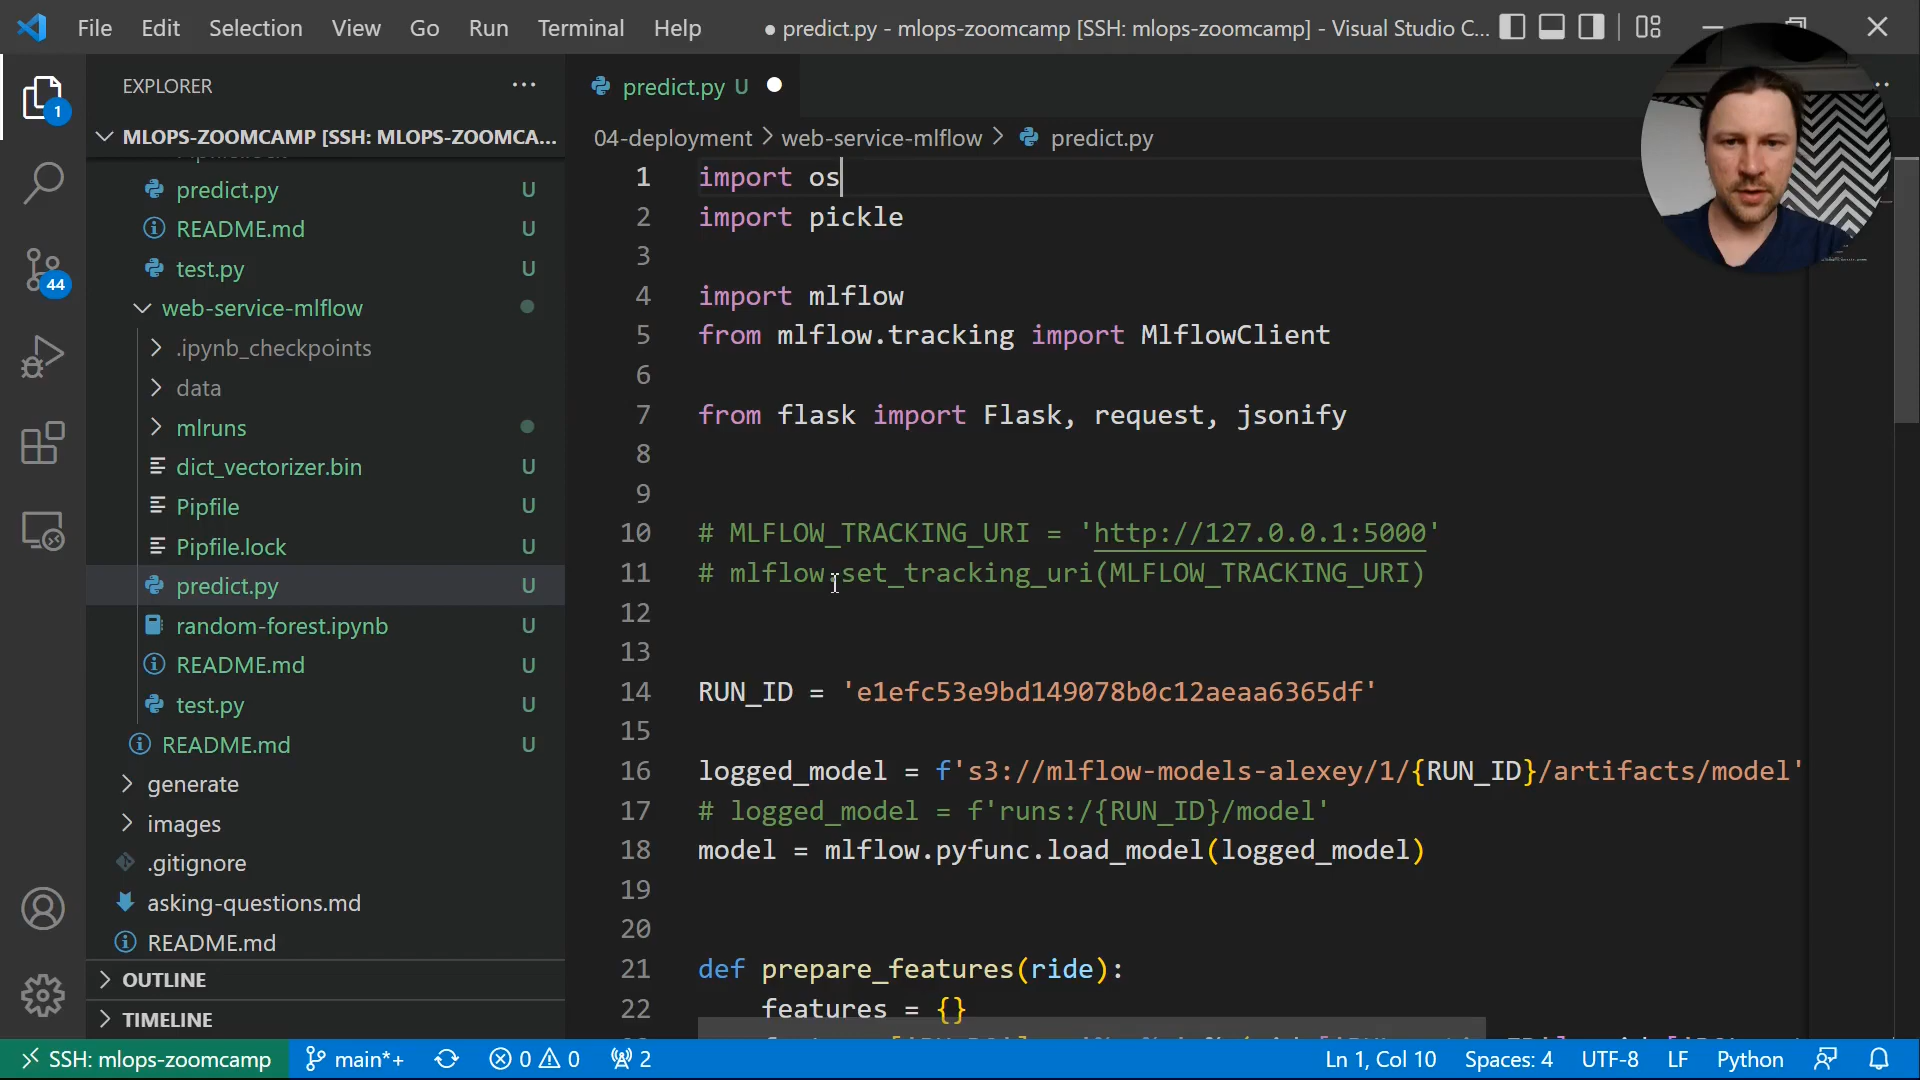 File Edit Selection View Go Run Terminal Help
● predict.py - mlops-zoomcamp [SSH: mlops-zoomcamp] - Visual Studio C...
EXPLORER
MLOPS-ZOOMCAMP [SSH: MLOPS-ZOOMCA...
predict.py U
README.md U
test.py U
web-service-mlflow
.ipynb_checkpoints
data
mlruns
dict_vectorizer.bin U
Pipfile U
Pipfile.lock U
predict.py U
random-forest.ipynb U
README.md U
test.py U
README.md U
generate
images
.gitignore
asking-questions.md
README.md
OUTLINE
TIMELINE
1
44
predict.py U
04-deployment > web-service-mlflow > predict.py
1 import os
2 import pickle
3
4 import mlflow
5 from mlflow.tracking import MlflowClient
6
7 from flask import Flask, request, jsonify
8
9
10 # MLFLOW_TRACKING_URI = 'http://127.0.0.1:5000'
11 # mlflow.set_tracking_uri(MLFLOW_TRACKING_URI)
12
13
14 RUN_ID = 'e1efc53e9bd149078b0c12aeaa6365df'
15
16 logged_model = f's3://mlflow-models-alexey/1/{RUN_ID}/artifacts/model'
17 # logged_model = f'runs:/{RUN_ID}/model'
18 model = mlflow.pyfunc.load_model(logged_model)
19
20
21 def prepare_features(ride):
22 features = {}
SSH: mlops-zoomcamp main*+ 0 0 2 Ln 1, Col 10 Spaces: 4 UTF-8 LF Python